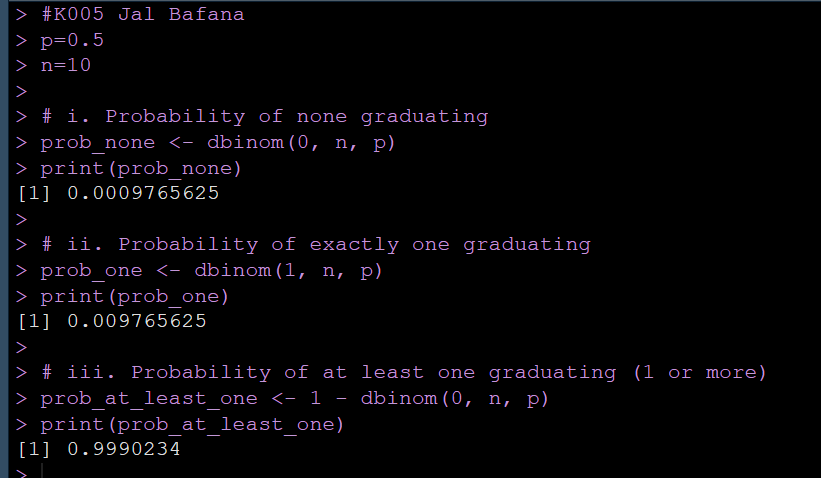 > #K005 Jal Bafana
> p=0.5
> n=10
>
> # i. Probability of none graduating
> prob_none <- dbinom(0, n, p)
> print(prob_none)
[1] 0.0009765625
>
> # ii. Probability of exactly one graduating
> prob_one <- dbinom(1, n, p)
> print(prob_one)
[1] 0.009765625
>
> # iii. Probability of at least one graduating (1 or more)
> prob_at_least_one <- 1 - dbinom(0, n, p)
> print(prob_at_least_one)
[1] 0.9990234
>